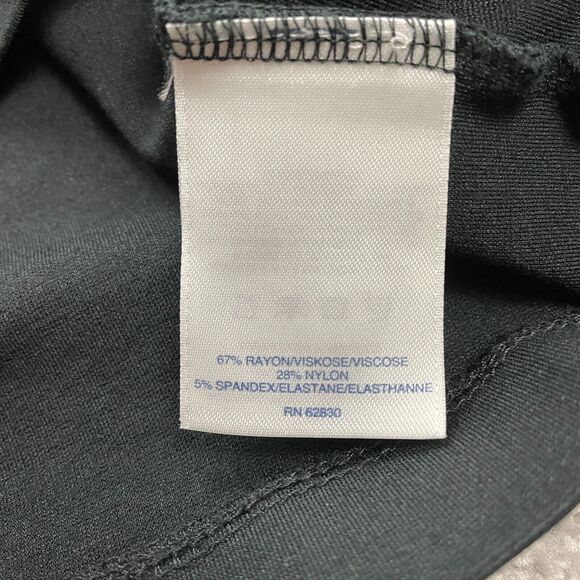 67% RAYON/VISKOSE/VISCOSE
28% NYLON
5% SPANDEX/ELASTANE/ELASTHANNE
RN 62830